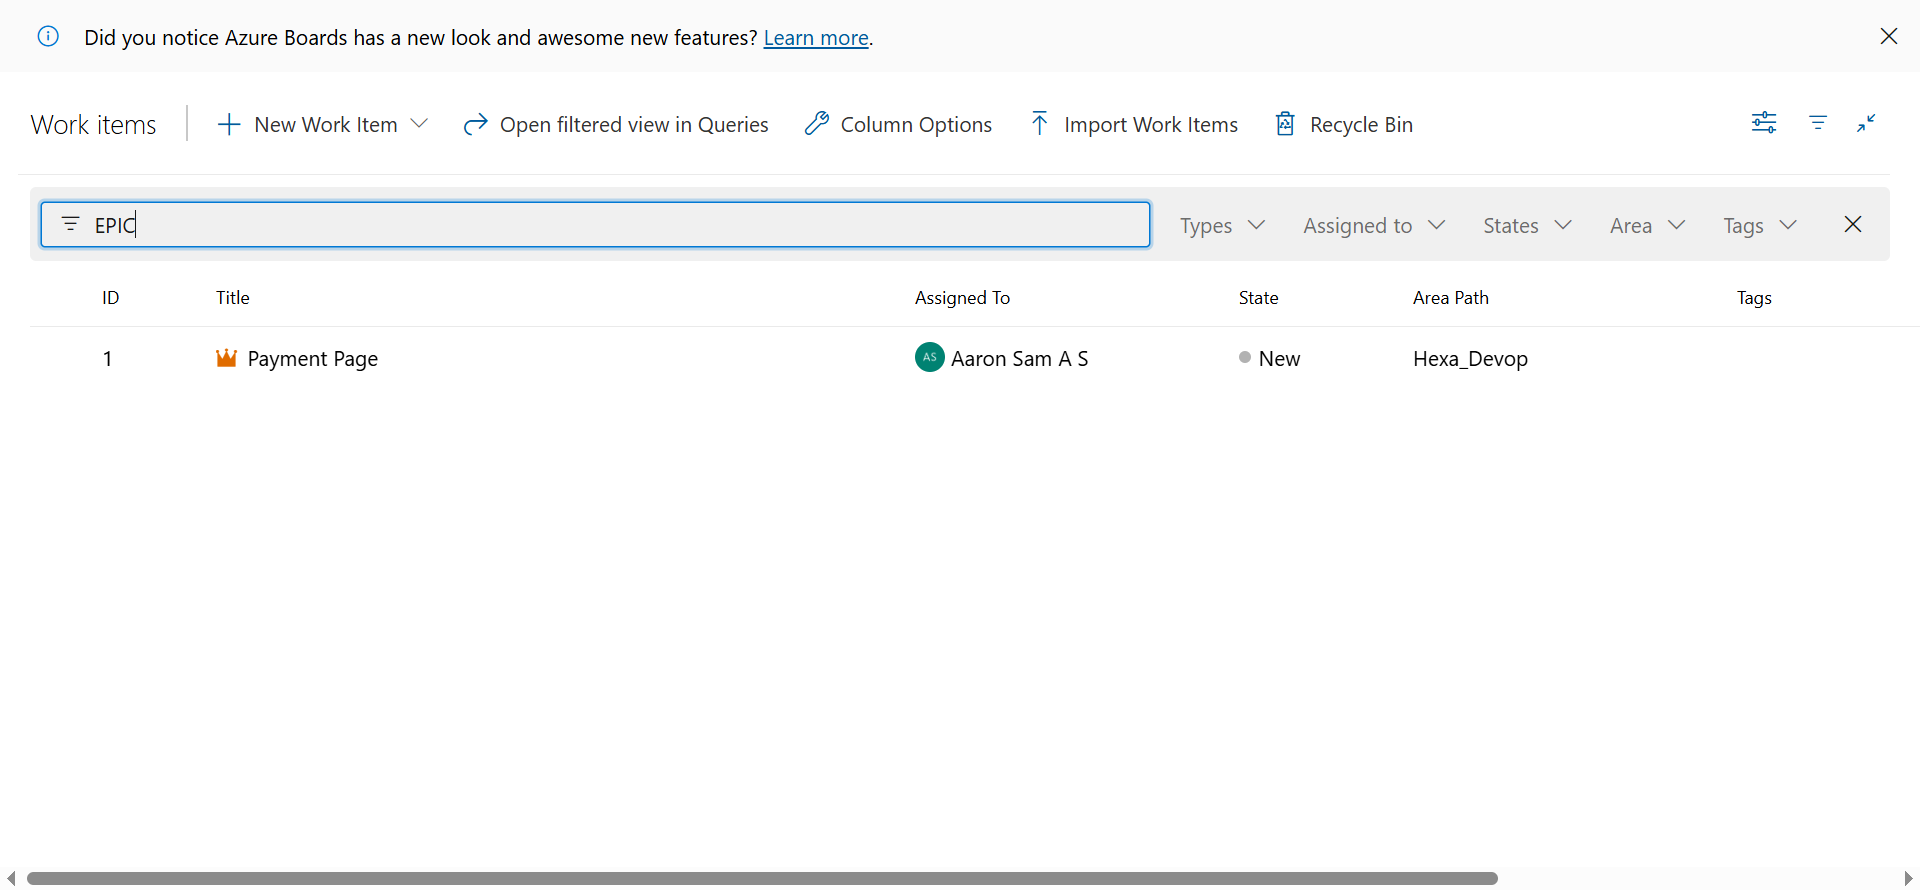 Did you notice Azure Boards has a new look and awesome new features? Learn more.
Work items New Work Item Open filtered view in Queries Column Options Import Work Items Recycle Bin
EPIC Types Assigned to States Area Tags
ID Title Assigned To State Area Path Tags
1 Payment Page AS Aaron Sam A S New Hexa_Devop